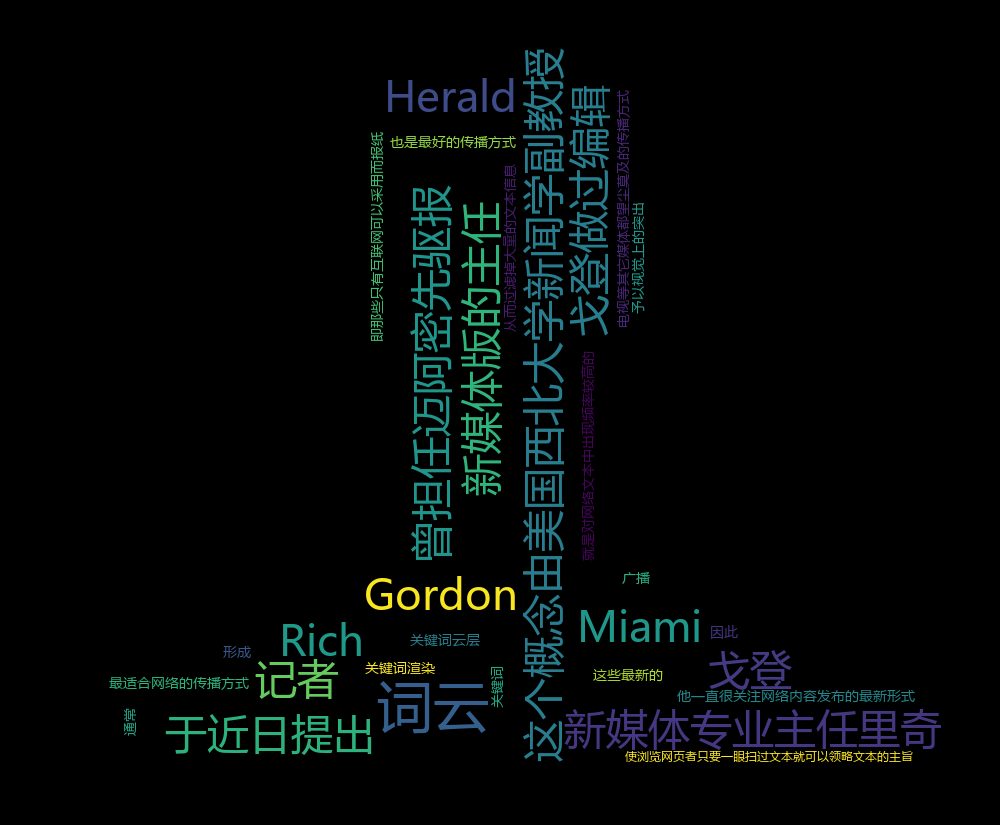 Herald
也是最好的传播方式
即那些只有互联网可以采用而报纸
曾担任迈阿密先驱报
新媒体版的主任
从而过滤掉大量的文本信息
这个概念由美国西北大学新闻学副教授
戈登做过编辑
电视等其它媒体都望尘莫及的传播方式
予以视觉上的突出
就是对网络文本中出现频率较高的
广播
Gordon
Miami
因此
Rich
关键词云层
形成
记者
关键词渲染
关键词
这些最新的
戈登
最适合网络的传播方式
词云
他一直很关注网络内容发布的最新形式
通常
于近日提出
新媒体专业主任里奇
使浏览网页者只要一眼扫过文本就可以领略文本的主旨